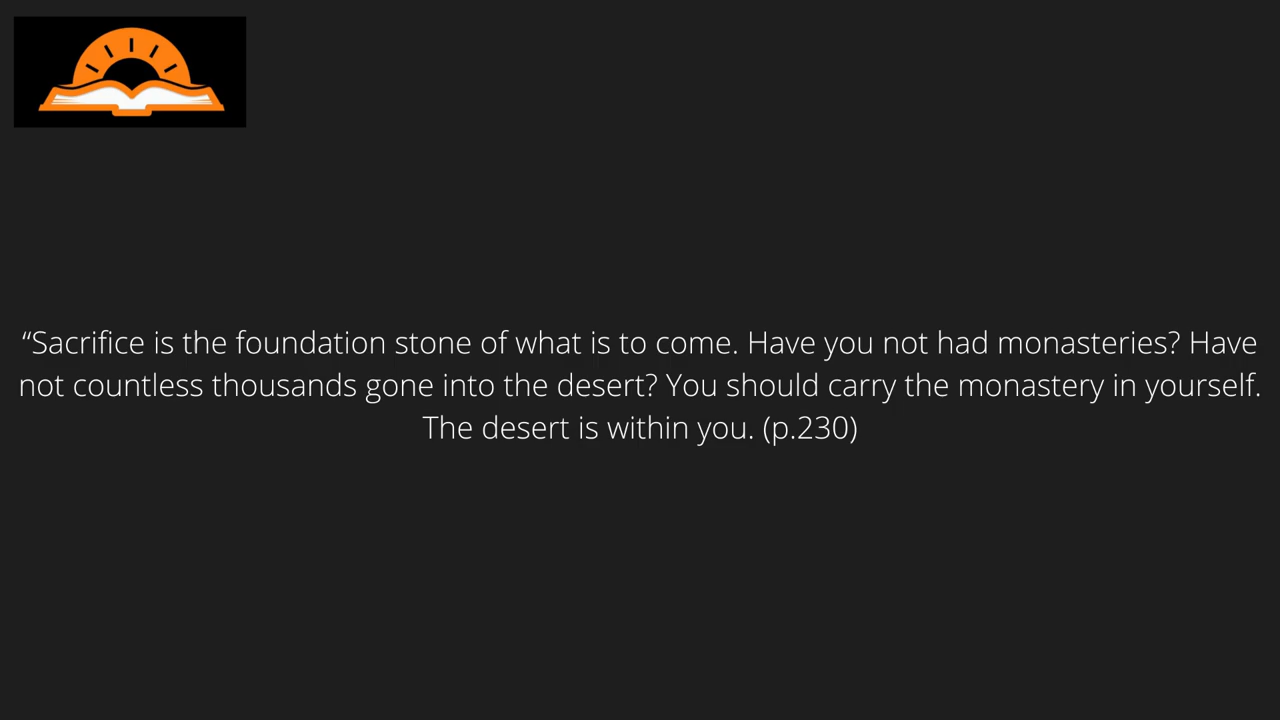 “Sacrifice is the foundation stone of what is to come. Have you not had monasteries? Have
not countless thousands gone into the desert? You should carry the monastery in yourself.
The desert is within you. (p.230)